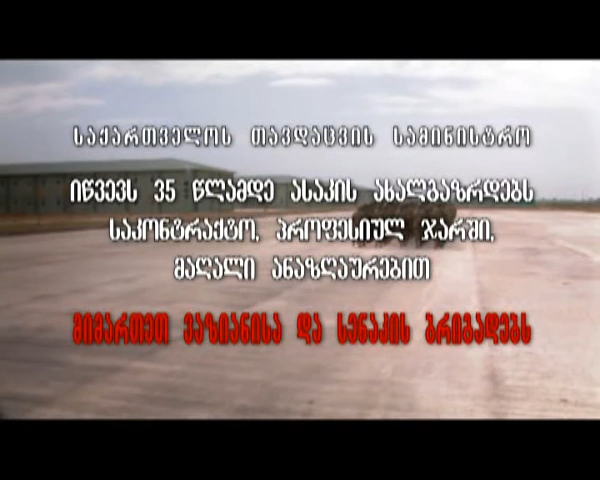 საქართველოს თავდაცვის სამინისტრო
იწვევს 35 წლამდე ასაკის ახალგაზრდებს
საკონტრაქტო, პროფესიულ ჯარში,
მაღალი ანაზღაურებით
მიმართეთ ვაზიანისა და სენაკის ბრიგადებს